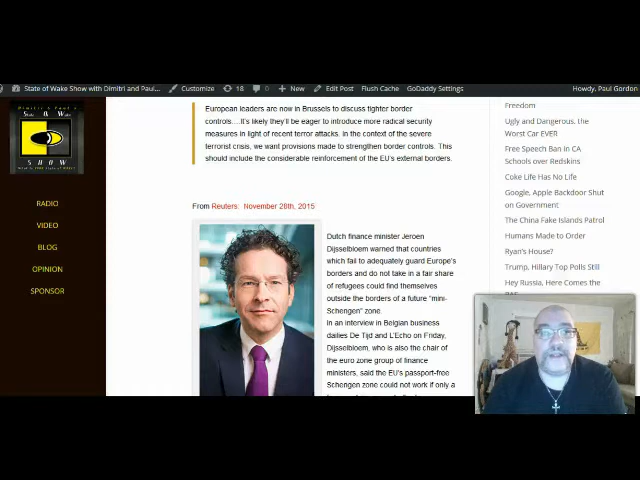 State of Wake Show with Dimitri and Paul...
Customize
18
0
New
Edit Post
Flush Cache
GoDaddy Settings
Howdy, Paul Gordon
Dimitri & Paul's
State O Wake
SHOW
RADIO
VIDEO
BLOG
OPINION
SPONSOR
European leaders are now in Brussels to discuss tighter border
controls….It's likely they'll be eager to introduce more radical security
measures in light of recent terror attacks. In the context of the severe
terrorist crisis, we want provisions made to strengthen border controls. This
should include the considerable reinforcement of the EU's external borders.
From Reuters: November 28th, 2015
Dutch finance minister Jeroen
Dijsselbloem warned that countries
which fail to adequately guard Europe's
borders and do not take in a fair share
of refugees could find themselves
outside the borders of a future "mini-
Schengen" zone.
In an interview in Belgian business
dailies De Tijd and L'Echo on Friday,
Dijsselbloem, who is also the chair of
the euro zone group of finance
ministers, said the EU's passport-free
Schengen zone could not work if only a
Freedom
Ugly and Dangerous, the
Worst Car EVER
Free Speech Ban in CA
Schools over Redskins
Coke Life Has No Life
Google, Apple Backdoor Shut
on Government
The China Fake Islands Patrol
Humans Made to Order
Ryan's House?
Trump, Hillary Top Polls Still
Hey Russia, Here Comes the